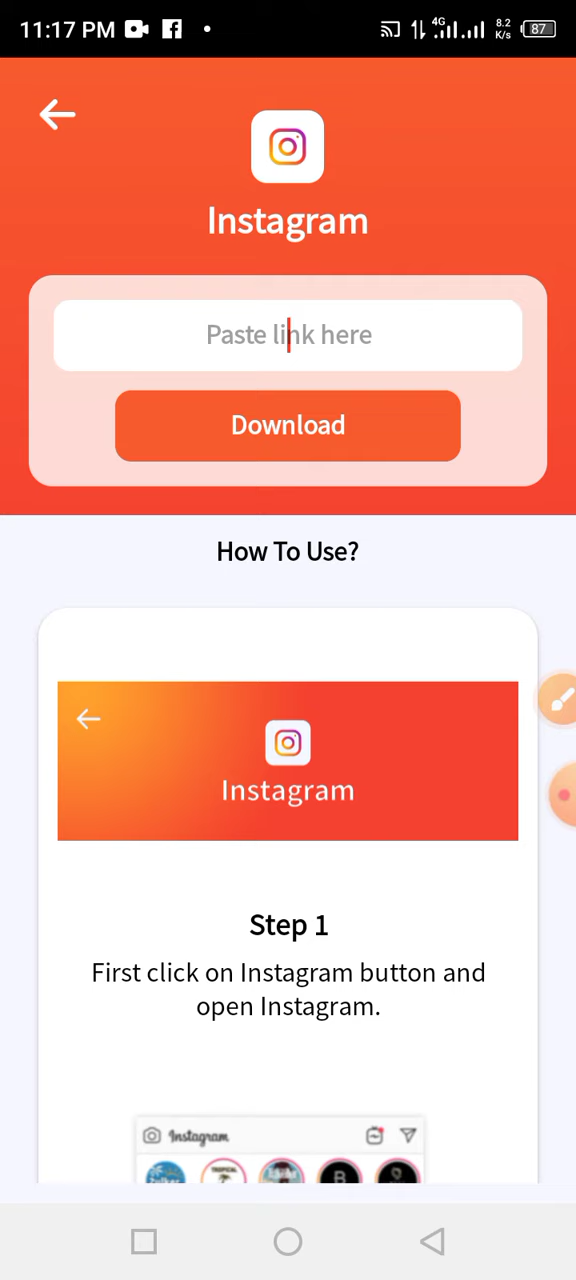 11:17 PM
4G
8.2
K/s
87
Instagram
Paste link here
Download
How To Use?
Instagram
Step 1
First click on Instagram button and
open Instagram.
Instagram
TROPICAL
B